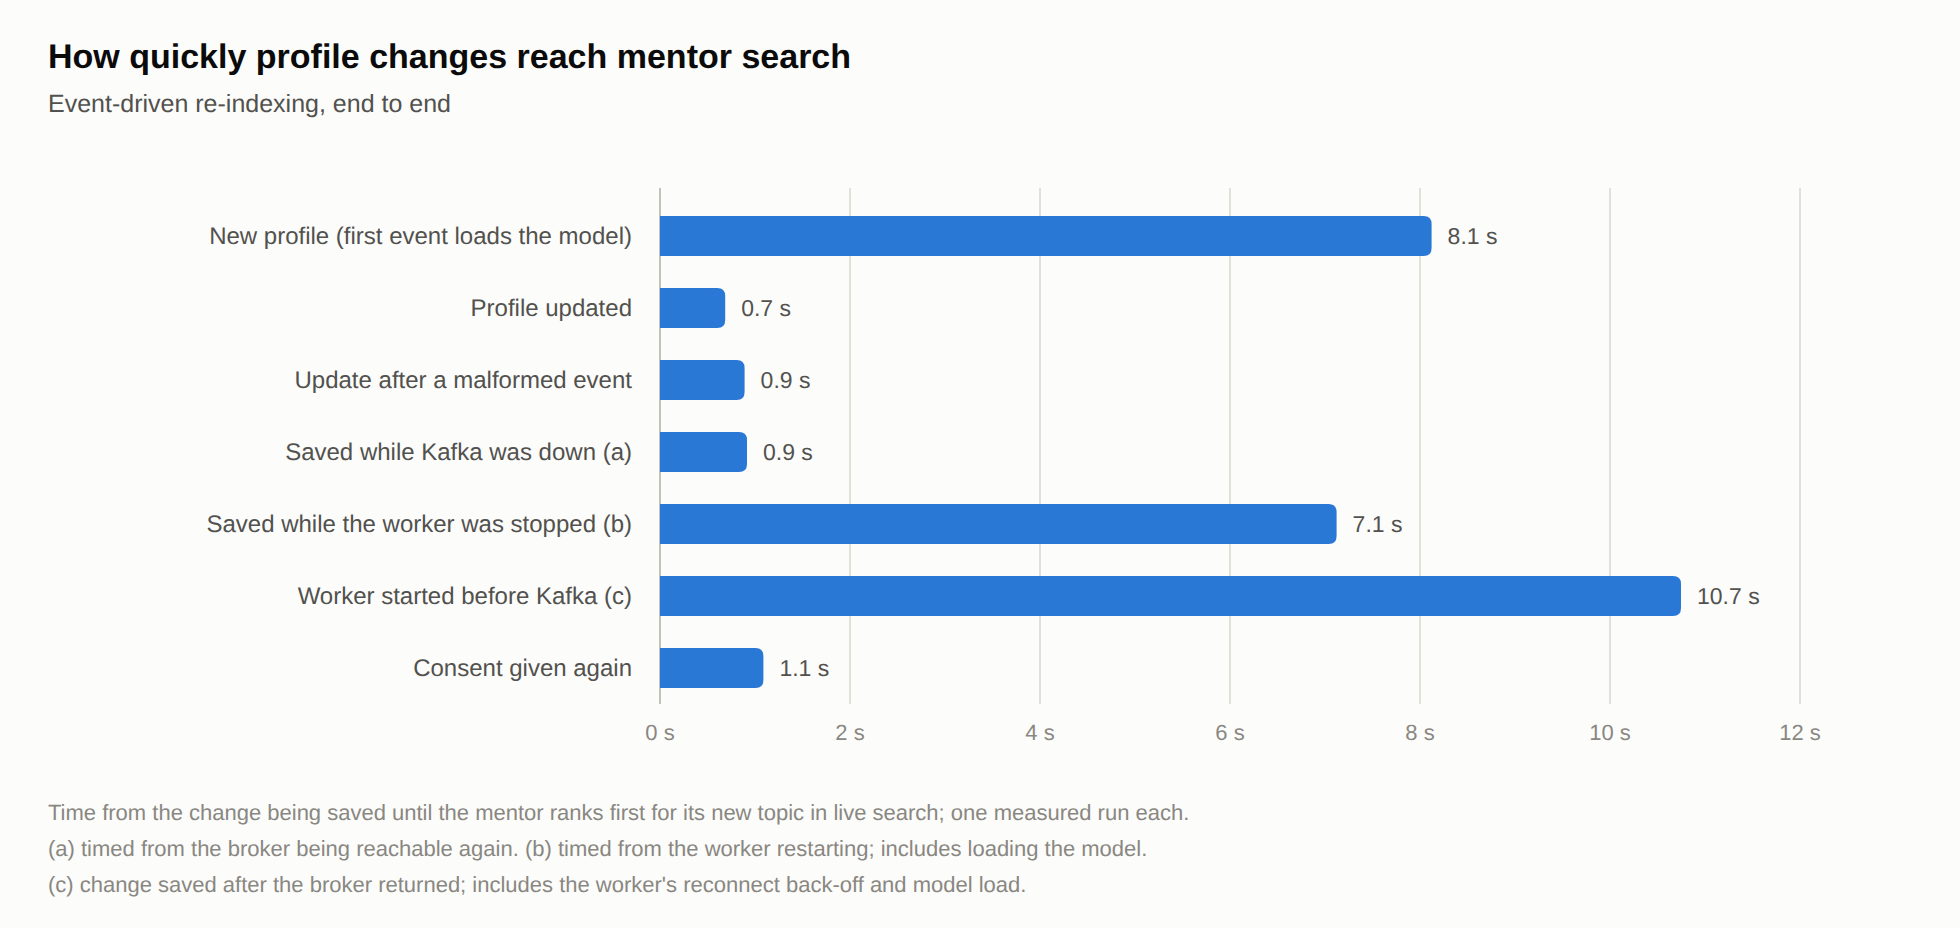 How quickly profile changes reach mentor search
Event-driven re-indexing, end to end
New profile (first event loads the model) 8.1 s
Profile updated 0.7 s
Update after a malformed event 0.9 s
Saved while Kafka was down (a) 0.9 s
Saved while the worker was stopped (b) 7.1 s
Worker started before Kafka (c) 10.7 s
Consent given again 1.1 s
0 s 2 s 4 s 6 s 8 s 10 s 12 s
Time from the change being saved until the mentor ranks first for its new topic in live search; one measured run each.
(a) timed from the broker being reachable again. (b) timed from the worker restarting; includes loading the model.
(c) change saved after the broker returned; includes the worker's reconnect back-off and model load.